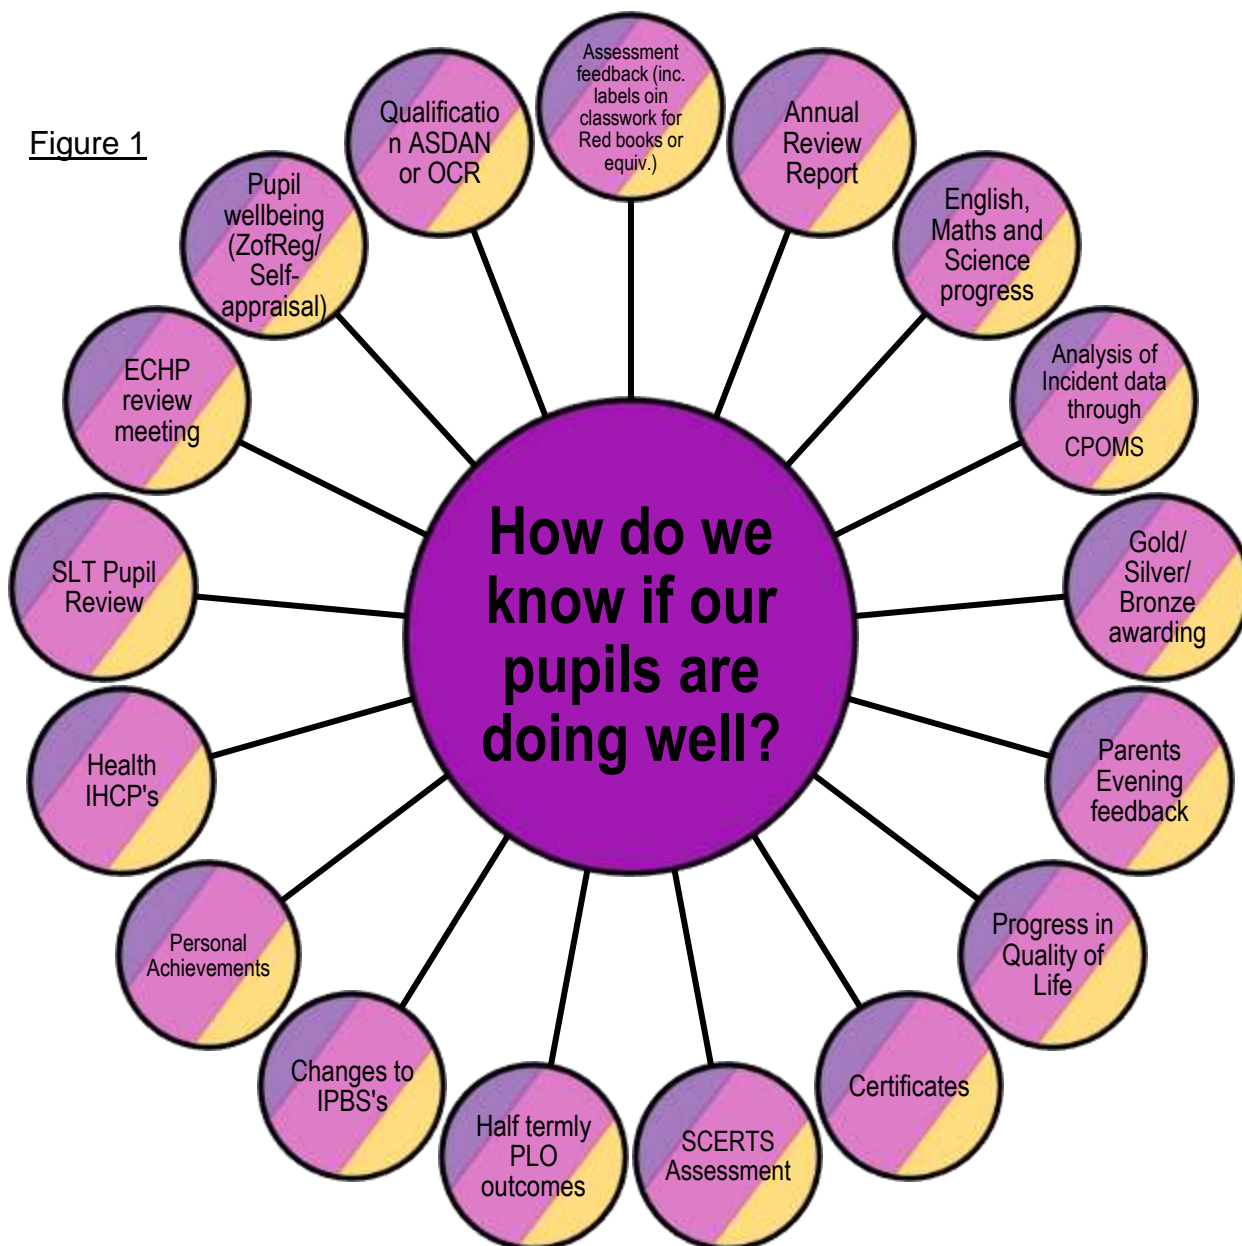 Figure 1
Assessment
feedback (inc.
labels oin
classwork for
Red books or
equiv.)
Annual
Review
Report
English,
Maths and
Science
progress
Analysis of
Incident data
through
CPOMS
Gold/
Silver/
Bronze
awarding
Parents
Evening
feedback
Progress in
Quality of
Life
Certificates
SCERTS
Assessment
Half termly
PLO
outcomes
Changes to
IPBS's
Personal
Achievements
Health
IHCP's
SLT Pupil
Review
ECHP
review
meeting
Pupil
wellbeing
(ZofReg/
Self-
appraisal)
Qualificatio
n ASDAN
or OCR
How do we
know if our
pupils are
doing well?